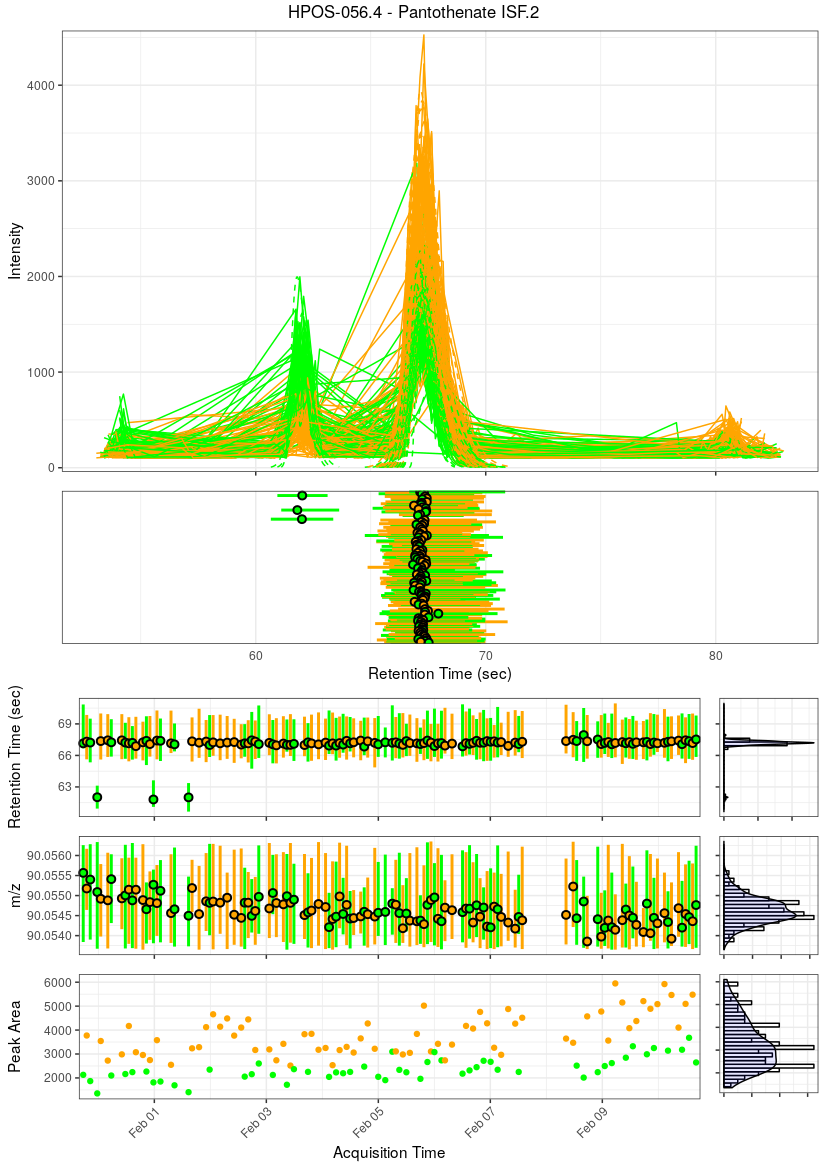 HPOS-056.4 - Pantothenate ISF.2
Intensity
4000
3000
2000
1000
0
60
70
80
Retention Time (sec)
Retention Time (sec)
69
66
63
m/z
90.0560
90.0555
90.0550
90.0545
90.0540
Peak Area
6000
5000
4000
3000
2000
Feb 01
Feb 03
Feb 05
Feb 07
Feb 09
Acquisition Time